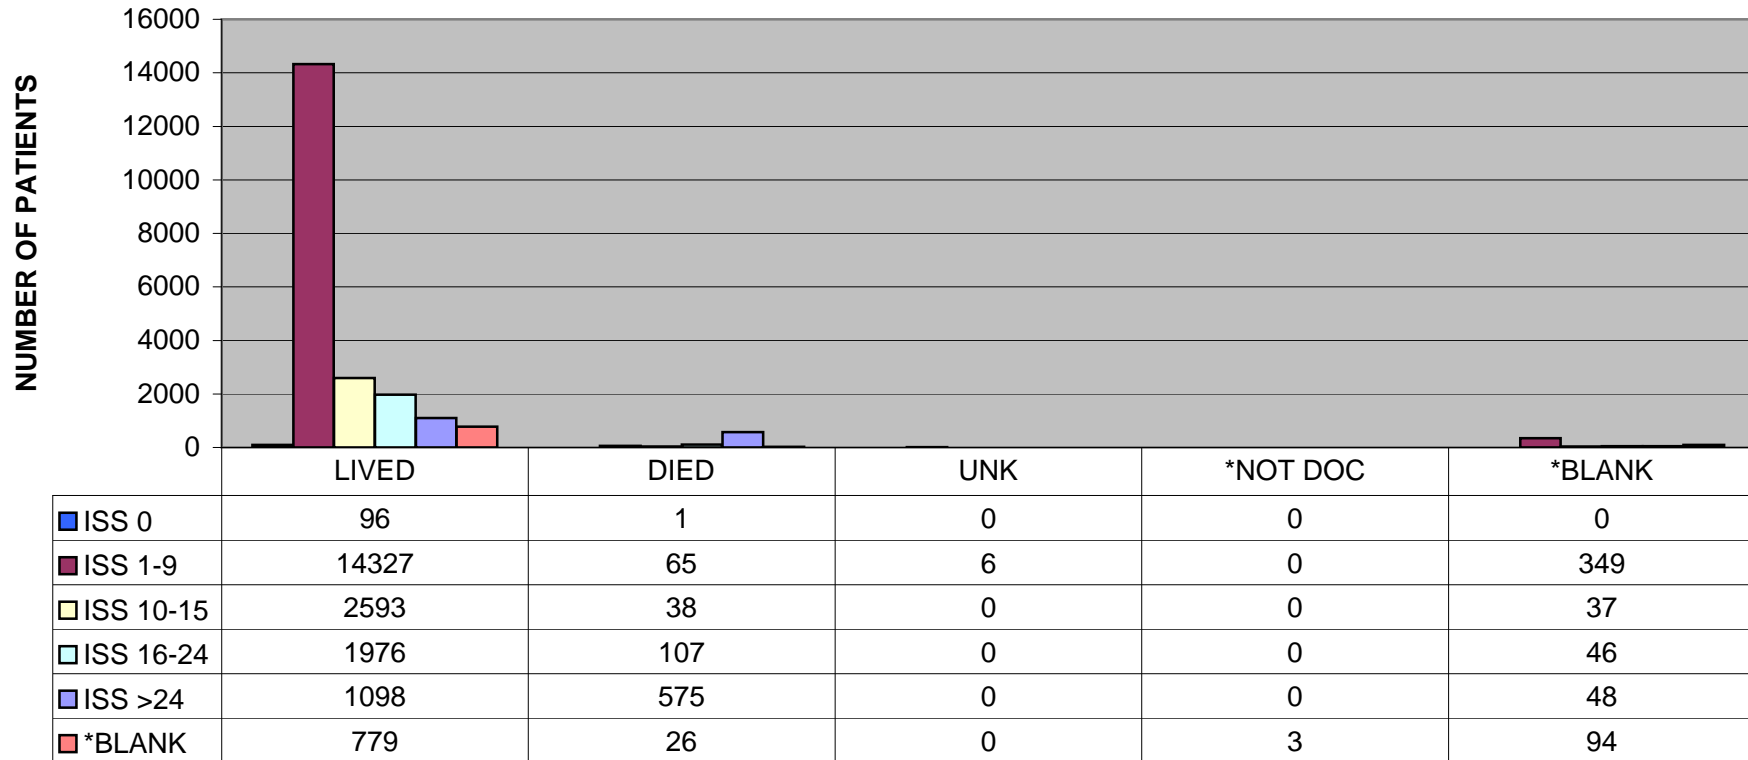 NUMBER OF PATIENTS
16000
14000
12000
10000
8000
6000
4000
2000
0
LIVED DIED UNK *NOT DOC *BLANK
ISS 0 96 1 0 0 0
ISS 1-9 14327 65 6 0 349
ISS 10-15 2593 38 0 0 37
ISS 16-24 1976 107 0 0 46
ISS >24 1098 575 0 0 48
*BLANK 779 26 0 3 94